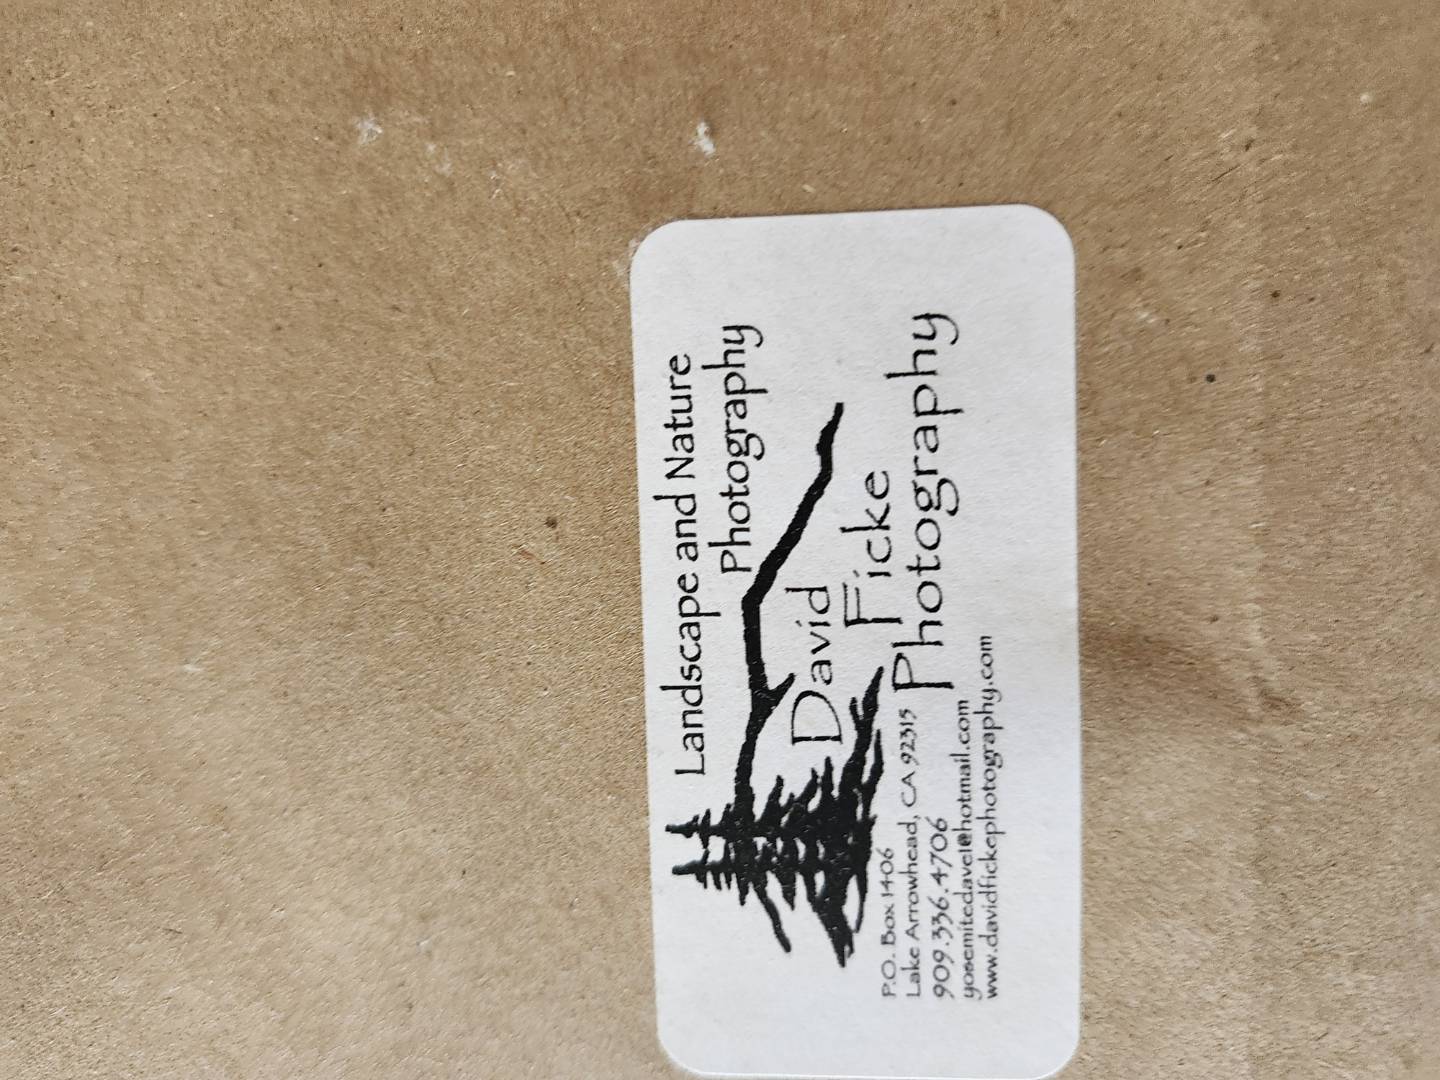 Landscape and Nature
Photography
David
Ficke
Photography
P.O. Box 1406
Lake Arrowhead, CA 92315
909.336.4706
yosemitedave1@hotmail.com
www.davidfickephotography.com